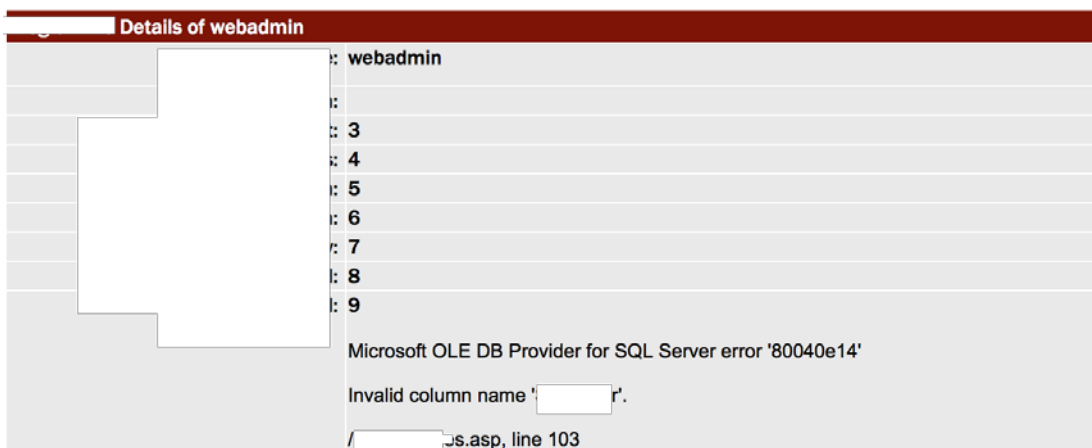 Details of webadmin
: webadmin
:
: 3
: 4
: 5
: 6
: 7
: 8
: 9
Microsoft OLE DB Provider for SQL Server error '80040e14'
Invalid column name ' r'.
/ s.asp, line 103